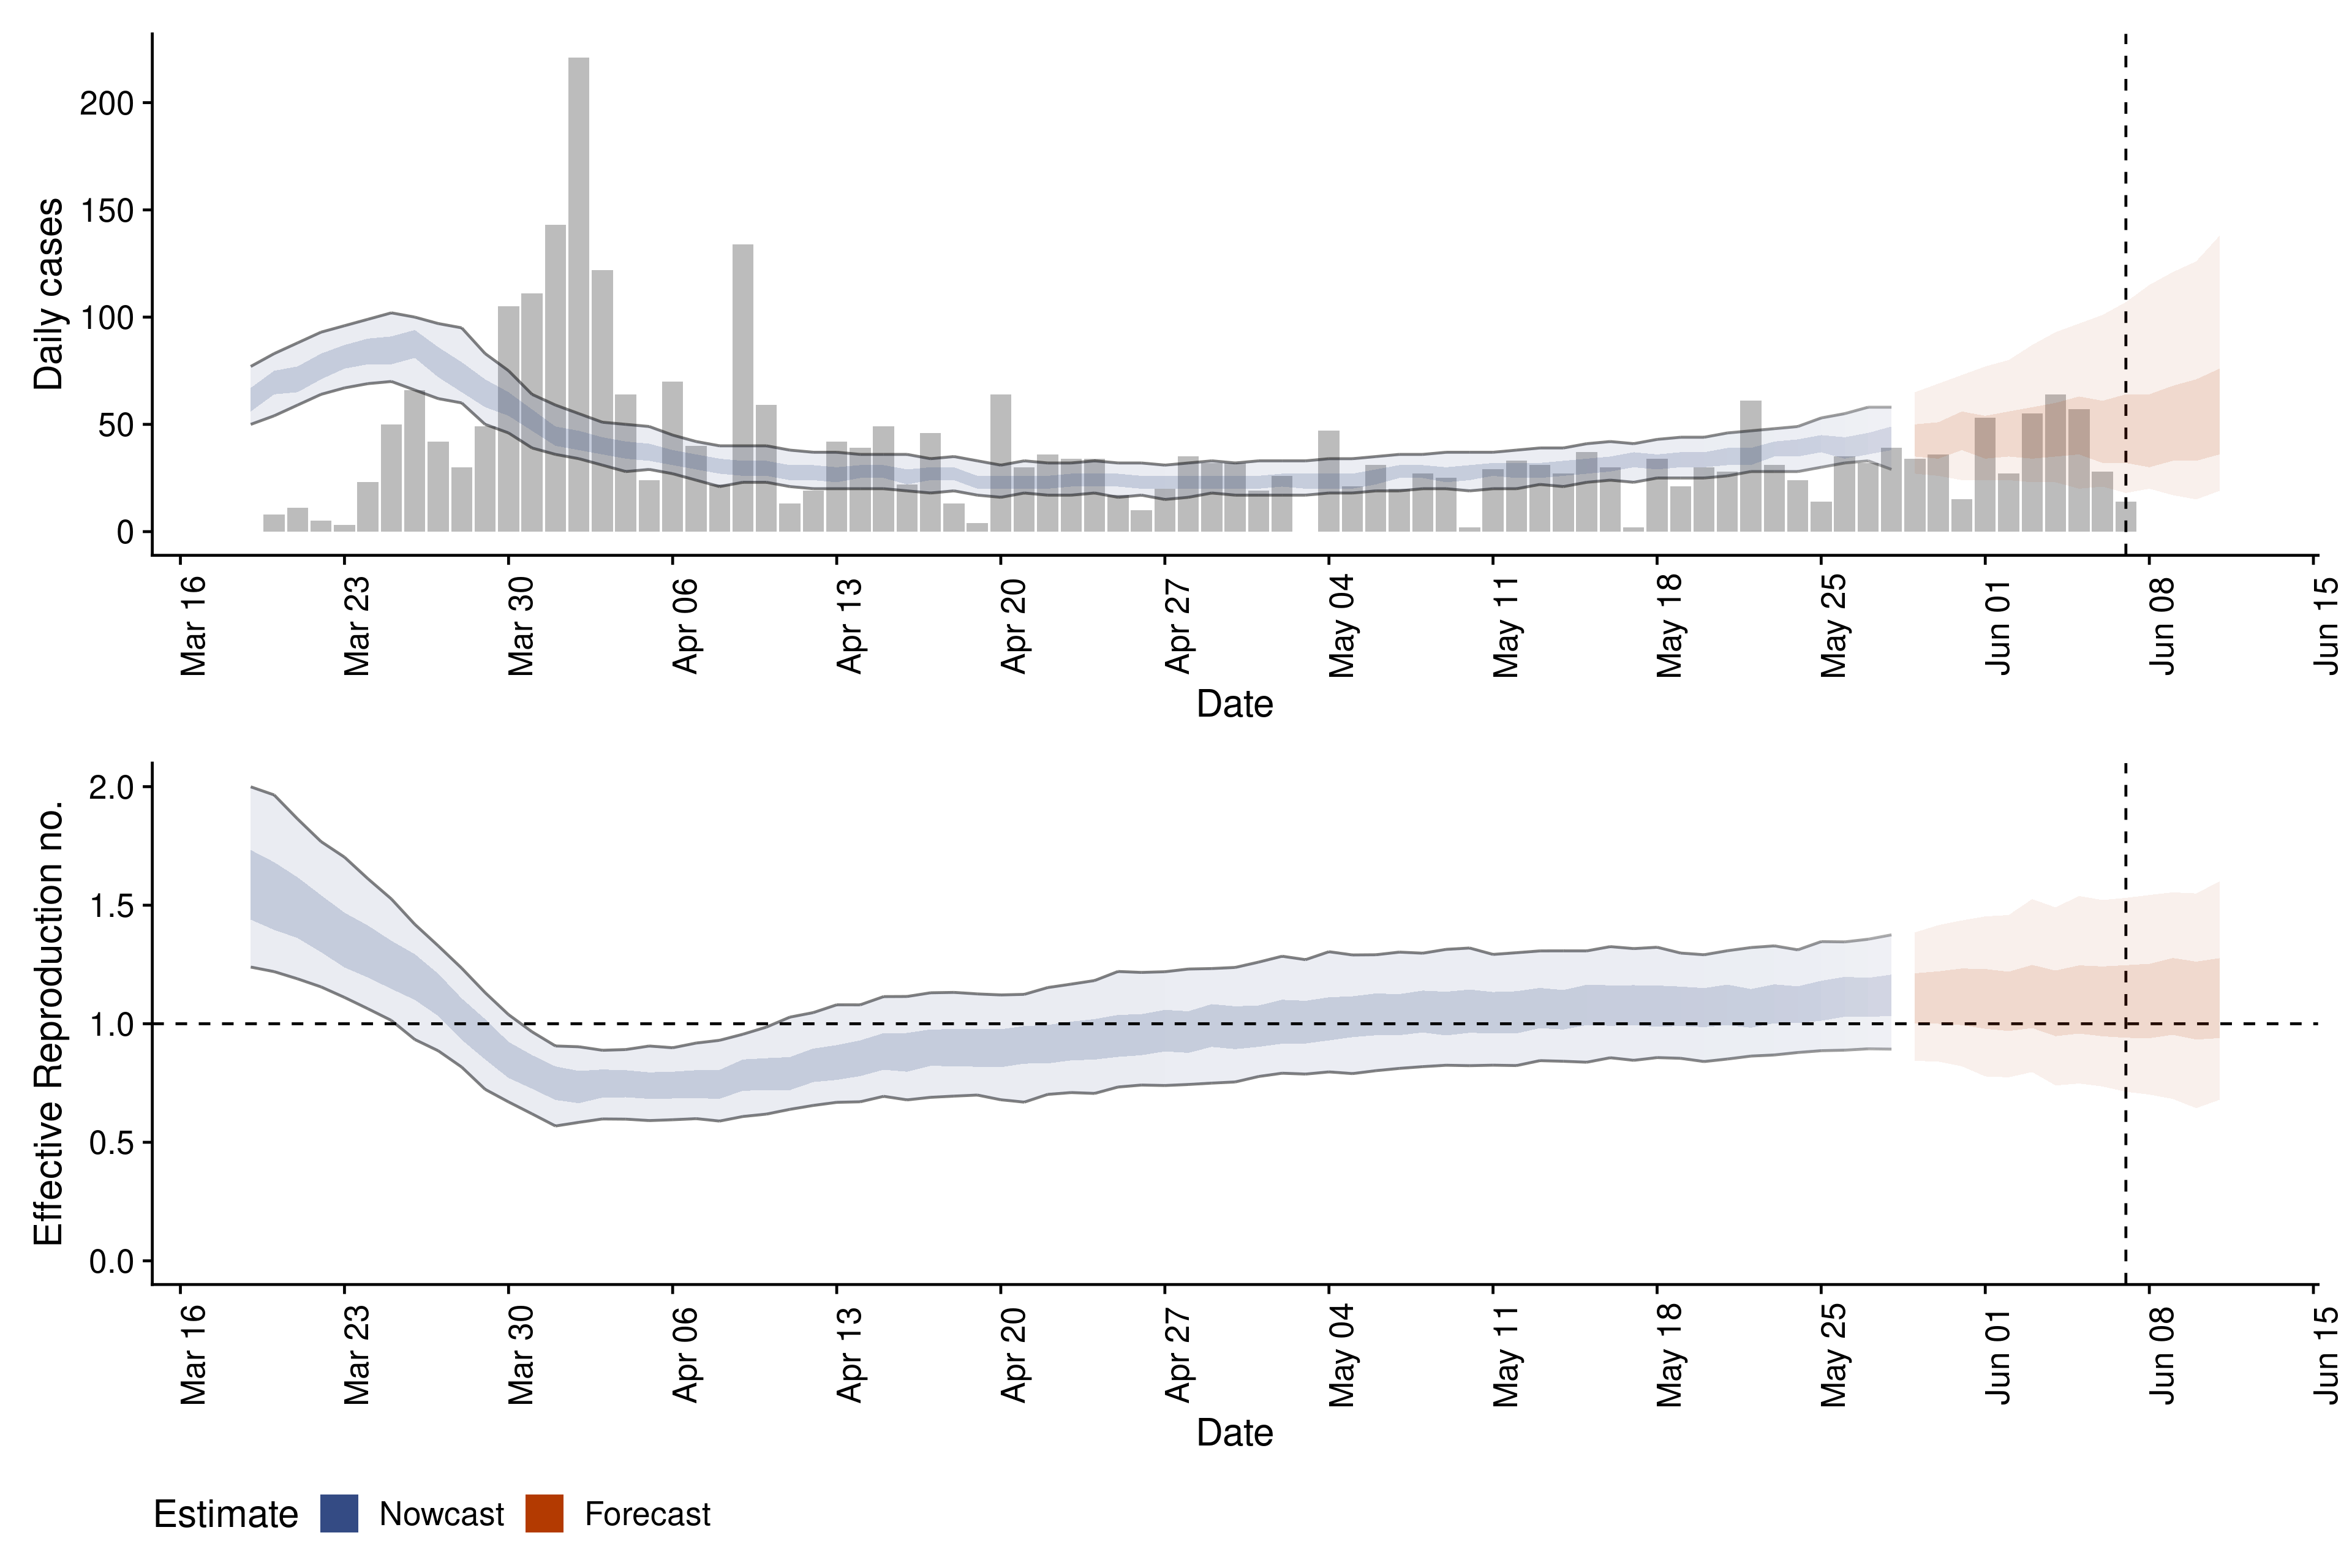 Daily cases
200
150
100
50
0
Mar 16
Mar 23
Mar 30
Apr 06
Apr 13
Apr 20
Apr 27
May 04
May 11
May 18
May 25
Jun 01
Jun 08
Jun 15
Date
Effective Reproduction no.
2.0
1.5
1.0
0.5
0.0
Mar 16
Mar 23
Mar 30
Apr 06
Apr 13
Apr 20
Apr 27
May 04
May 11
May 18
May 25
Jun 01
Jun 08
Jun 15
Date
Estimate Nowcast Forecast